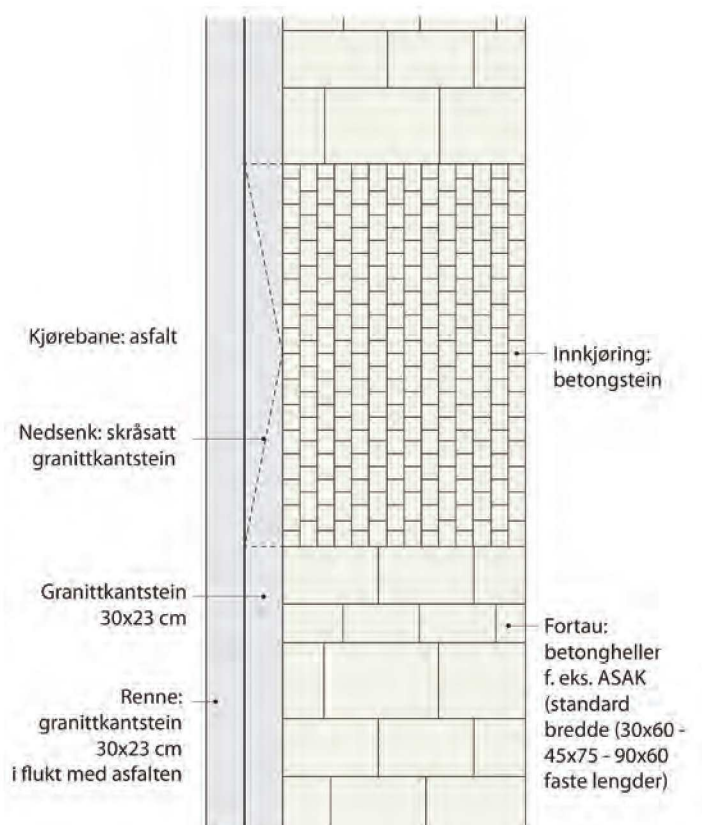 Kjørebane: asfalt
Nedsenk: skråsatt
granittkantstein
Granittkantstein
30x23 cm
Renne:
granittkantstein
30x23 cm
i flukt med asfalten
Innkjøring:
betongstein
Fortau:
betongheller
f. eks. ASAK
(standard
bredde (30x60 -
45x75 - 90x60
faste lengder)